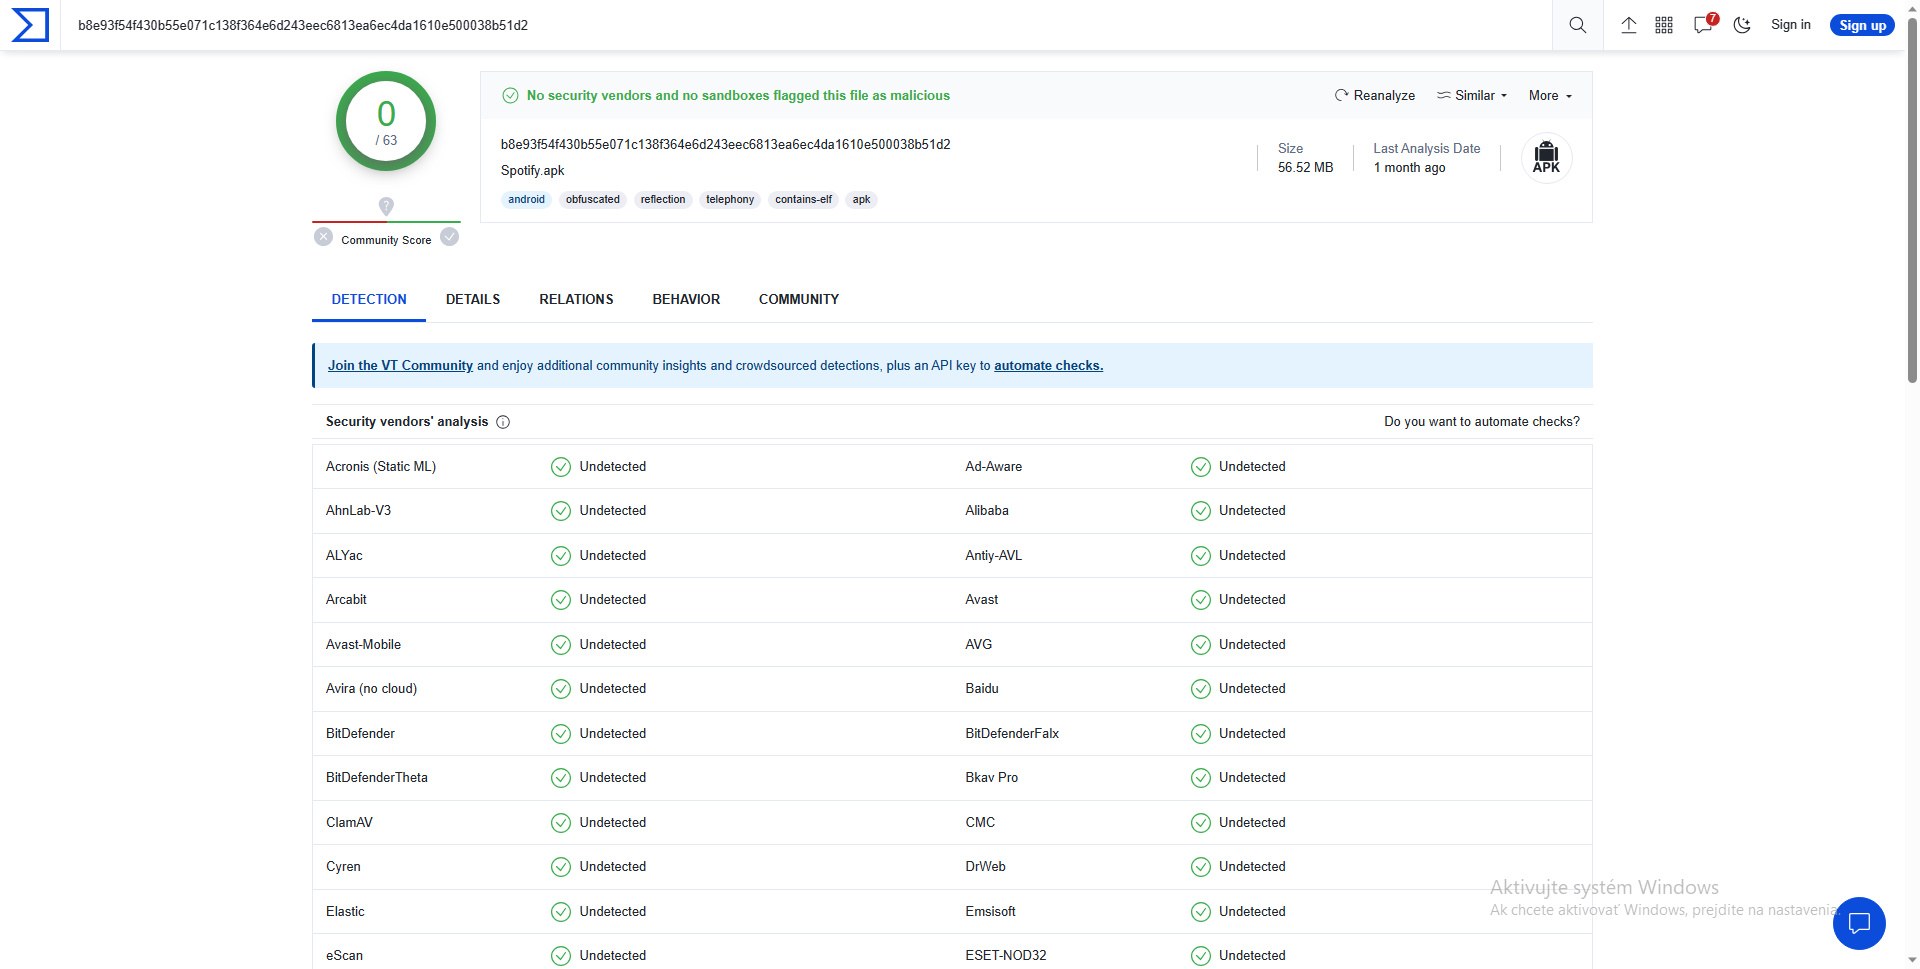 b8e93f54f430b55e071c138f364e6d243eec6813ea6ec4da1610e500038b51d2
7
Sign in
Sign up
0
/ 63
No security vendors and no sandboxes flagged this file as malicious
Reanalyze
Similar
More
b8e93f54f430b55e071c138f364e6d243eec6813ea6ec4da1610e500038b51d2
Spotify.apk
Size
56.52 MB
Last Analysis Date
1 month ago
APK
android obfuscated reflection telephony contains-elf apk
?
Community Score
DETECTION DETAILS RELATIONS BEHAVIOR COMMUNITY
Join the VT Community and enjoy additional community insights and crowdsourced detections, plus an API key to automate checks.
Security vendors' analysis
Do you want to automate checks?
Acronis (Static ML) Undetected Ad-Aware Undetected
AhnLab-V3 Undetected Alibaba Undetected
ALYac Undetected Antiy-AVL Undetected
Arcabit Undetected Avast Undetected
Avast-Mobile Undetected AVG Undetected
Avira (no cloud) Undetected Baidu Undetected
BitDefender Undetected BitDefenderFalx Undetected
BitDefenderTheta Undetected Bkav Pro Undetected
ClamAV Undetected CMC Undetected
Cyren Undetected DrWeb Undetected
Elastic Undetected Emsisoft Undetected
eScan Undetected ESET-NOD32 Undetected
Aktivujte systém Windows
Ak chcete aktivovať Windows, prejdite na nastavenia.